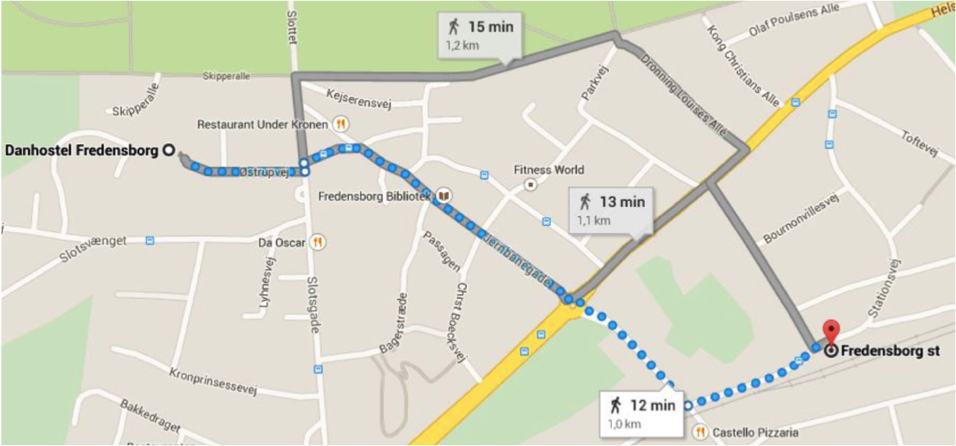 Slottet
15 min
1,2 km
Olaf Poulsens Alle
Hels
Kong Christians Alle
Skipperalle
Skipperalle
Kejserensvej
Parkvej
Dronning Louises Alle
Restaurant Under Kronen
Toftevej
Danhostel Fredensborg
Østrupvej
Fitness World
Fredensborg Bibliotek
13 min
1,1 km
Bournonvillesvej
Slotsvænget
Da Oscar
Passagen
Jernbanegade
Lyhnesvej
Slotsgade
Chrst Boecksvej
Stationsvej
Bagerstræde
Fredensborg st
Kronprinsessevej
12 min
1,0 km
Bakkedraget
Castello Pizzaria